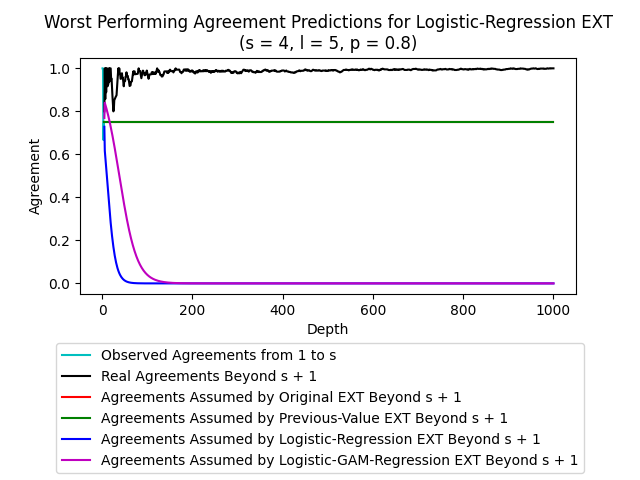 Worst Performing Agreement Predictions for Logistic-Regression EXT
(s = 4, l = 5, p = 0.8)
Agreement
1.0
0.8
0.6
0.4
0.2
0.0
0 200 400 600 800 1000
Depth
Observed Agreements from 1 to s
Real Agreements Beyond s + 1
Agreements Assumed by Original EXT Beyond s + 1
Agreements Assumed by Previous-Value EXT Beyond s + 1
Agreements Assumed by Logistic-Regression EXT Beyond s + 1
Agreements Assumed by Logistic-GAM-Regression EXT Beyond s + 1